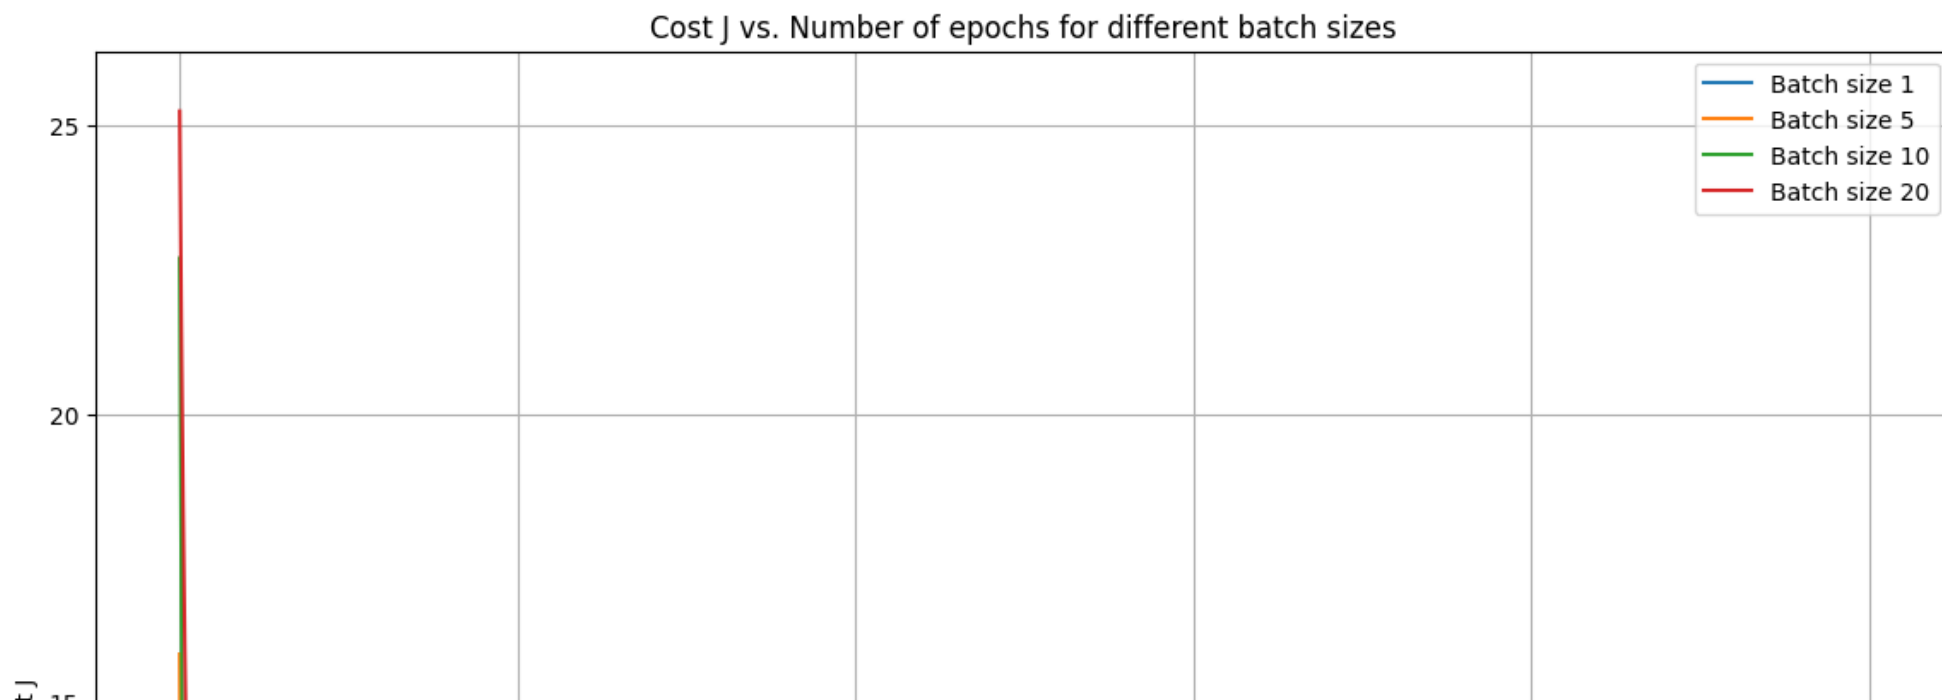 Cost J vs. Number of epochs for different batch sizes
Batch size 1
Batch size 5
Batch size 10
Batch size 20
25
20